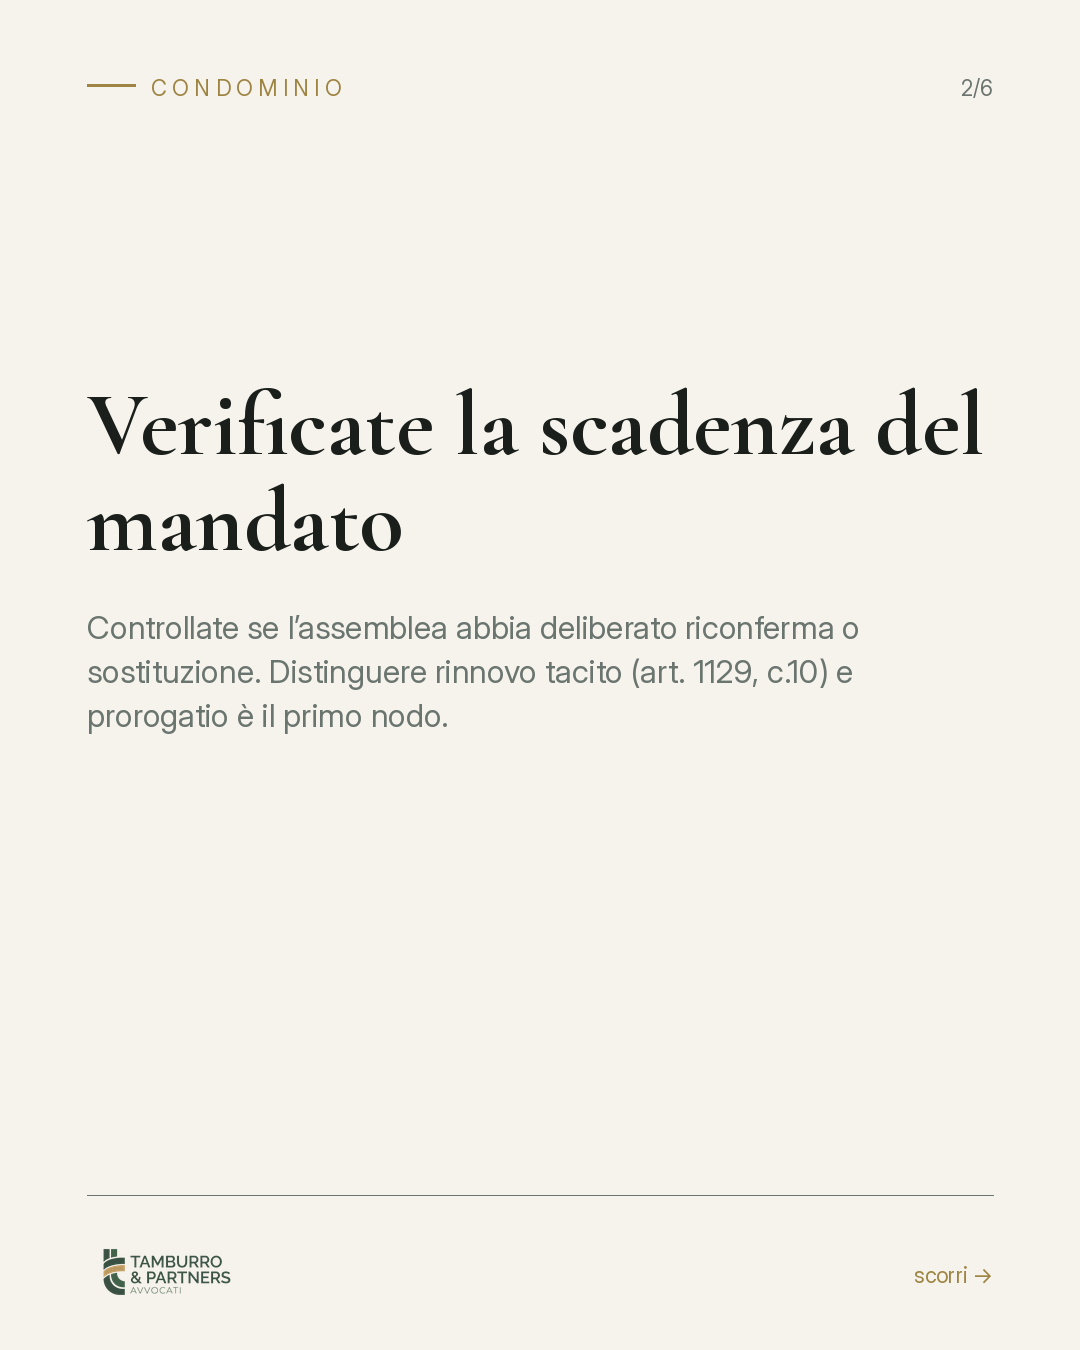 CONDOMINIO
2/6
Verificate la scadenza del
mandato
Controllate se l’assemblea abbia deliberato riconferma o
sostituzione. Distinguere rinnovo tacito (art. 1129, c.10) e
prorogatio è il primo nodo.
TAMBURRO
& PARTNERS
AVVOCATI
scorri →